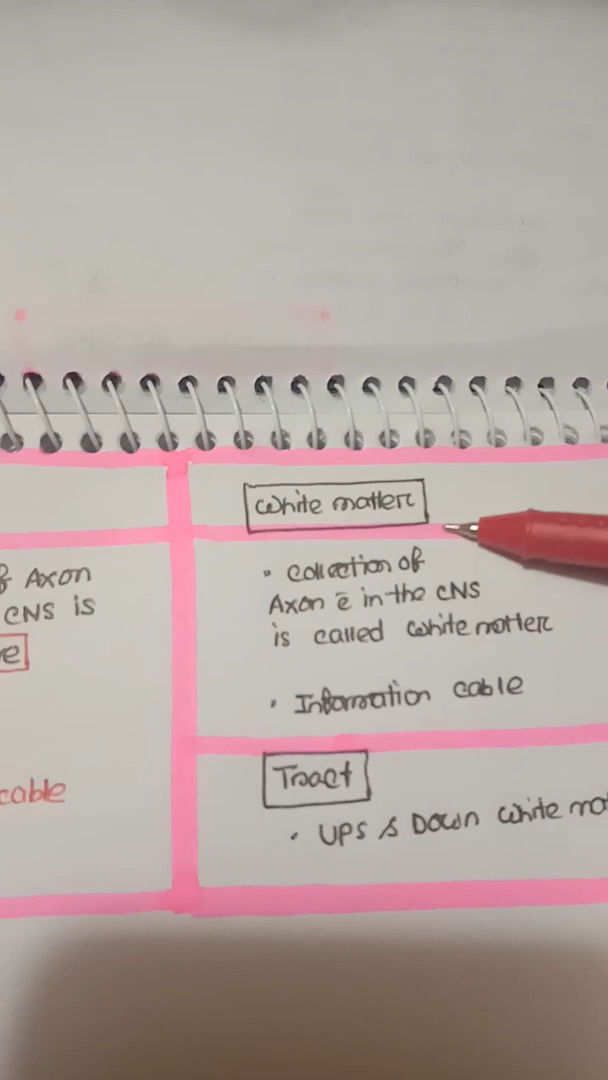 White matter
f Axon
CNS is
e
cable
• Collection of
Axon ē in the CNS
is called white matter
• Information cable
Tract
• UPS & Down white ma